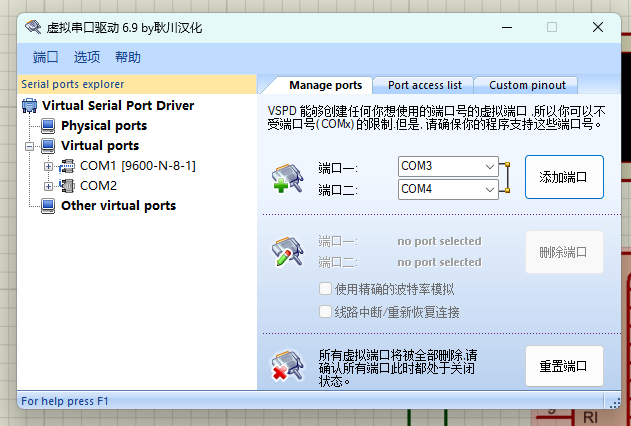 虚拟串口驱动 6.9 by耿川汉化
端口 选项 帮助
Serial ports explorer
Virtual Serial Port Driver
Physical ports
Virtual ports
COM1 [9600-N-8-1]
COM2
Other virtual ports
Manage ports Port access list Custom pinout
VSPD 能够创建任何你想使用的端口号的虚拟端口 .所以你可以不
受端口号(COMx)的限制.但是, 请确保你的程序支持这些端口号。
端口一: COM3
端口二: COM4
添加端口
端口一: no port selected
端口二: no port selected
删除端口
使用精确的波特率模拟
线路中断/重新恢复连接
所有虚拟端口将被全部删除,请
确认所有端口此时都处于关闭
状态。
重置端口
For help press F1
RI